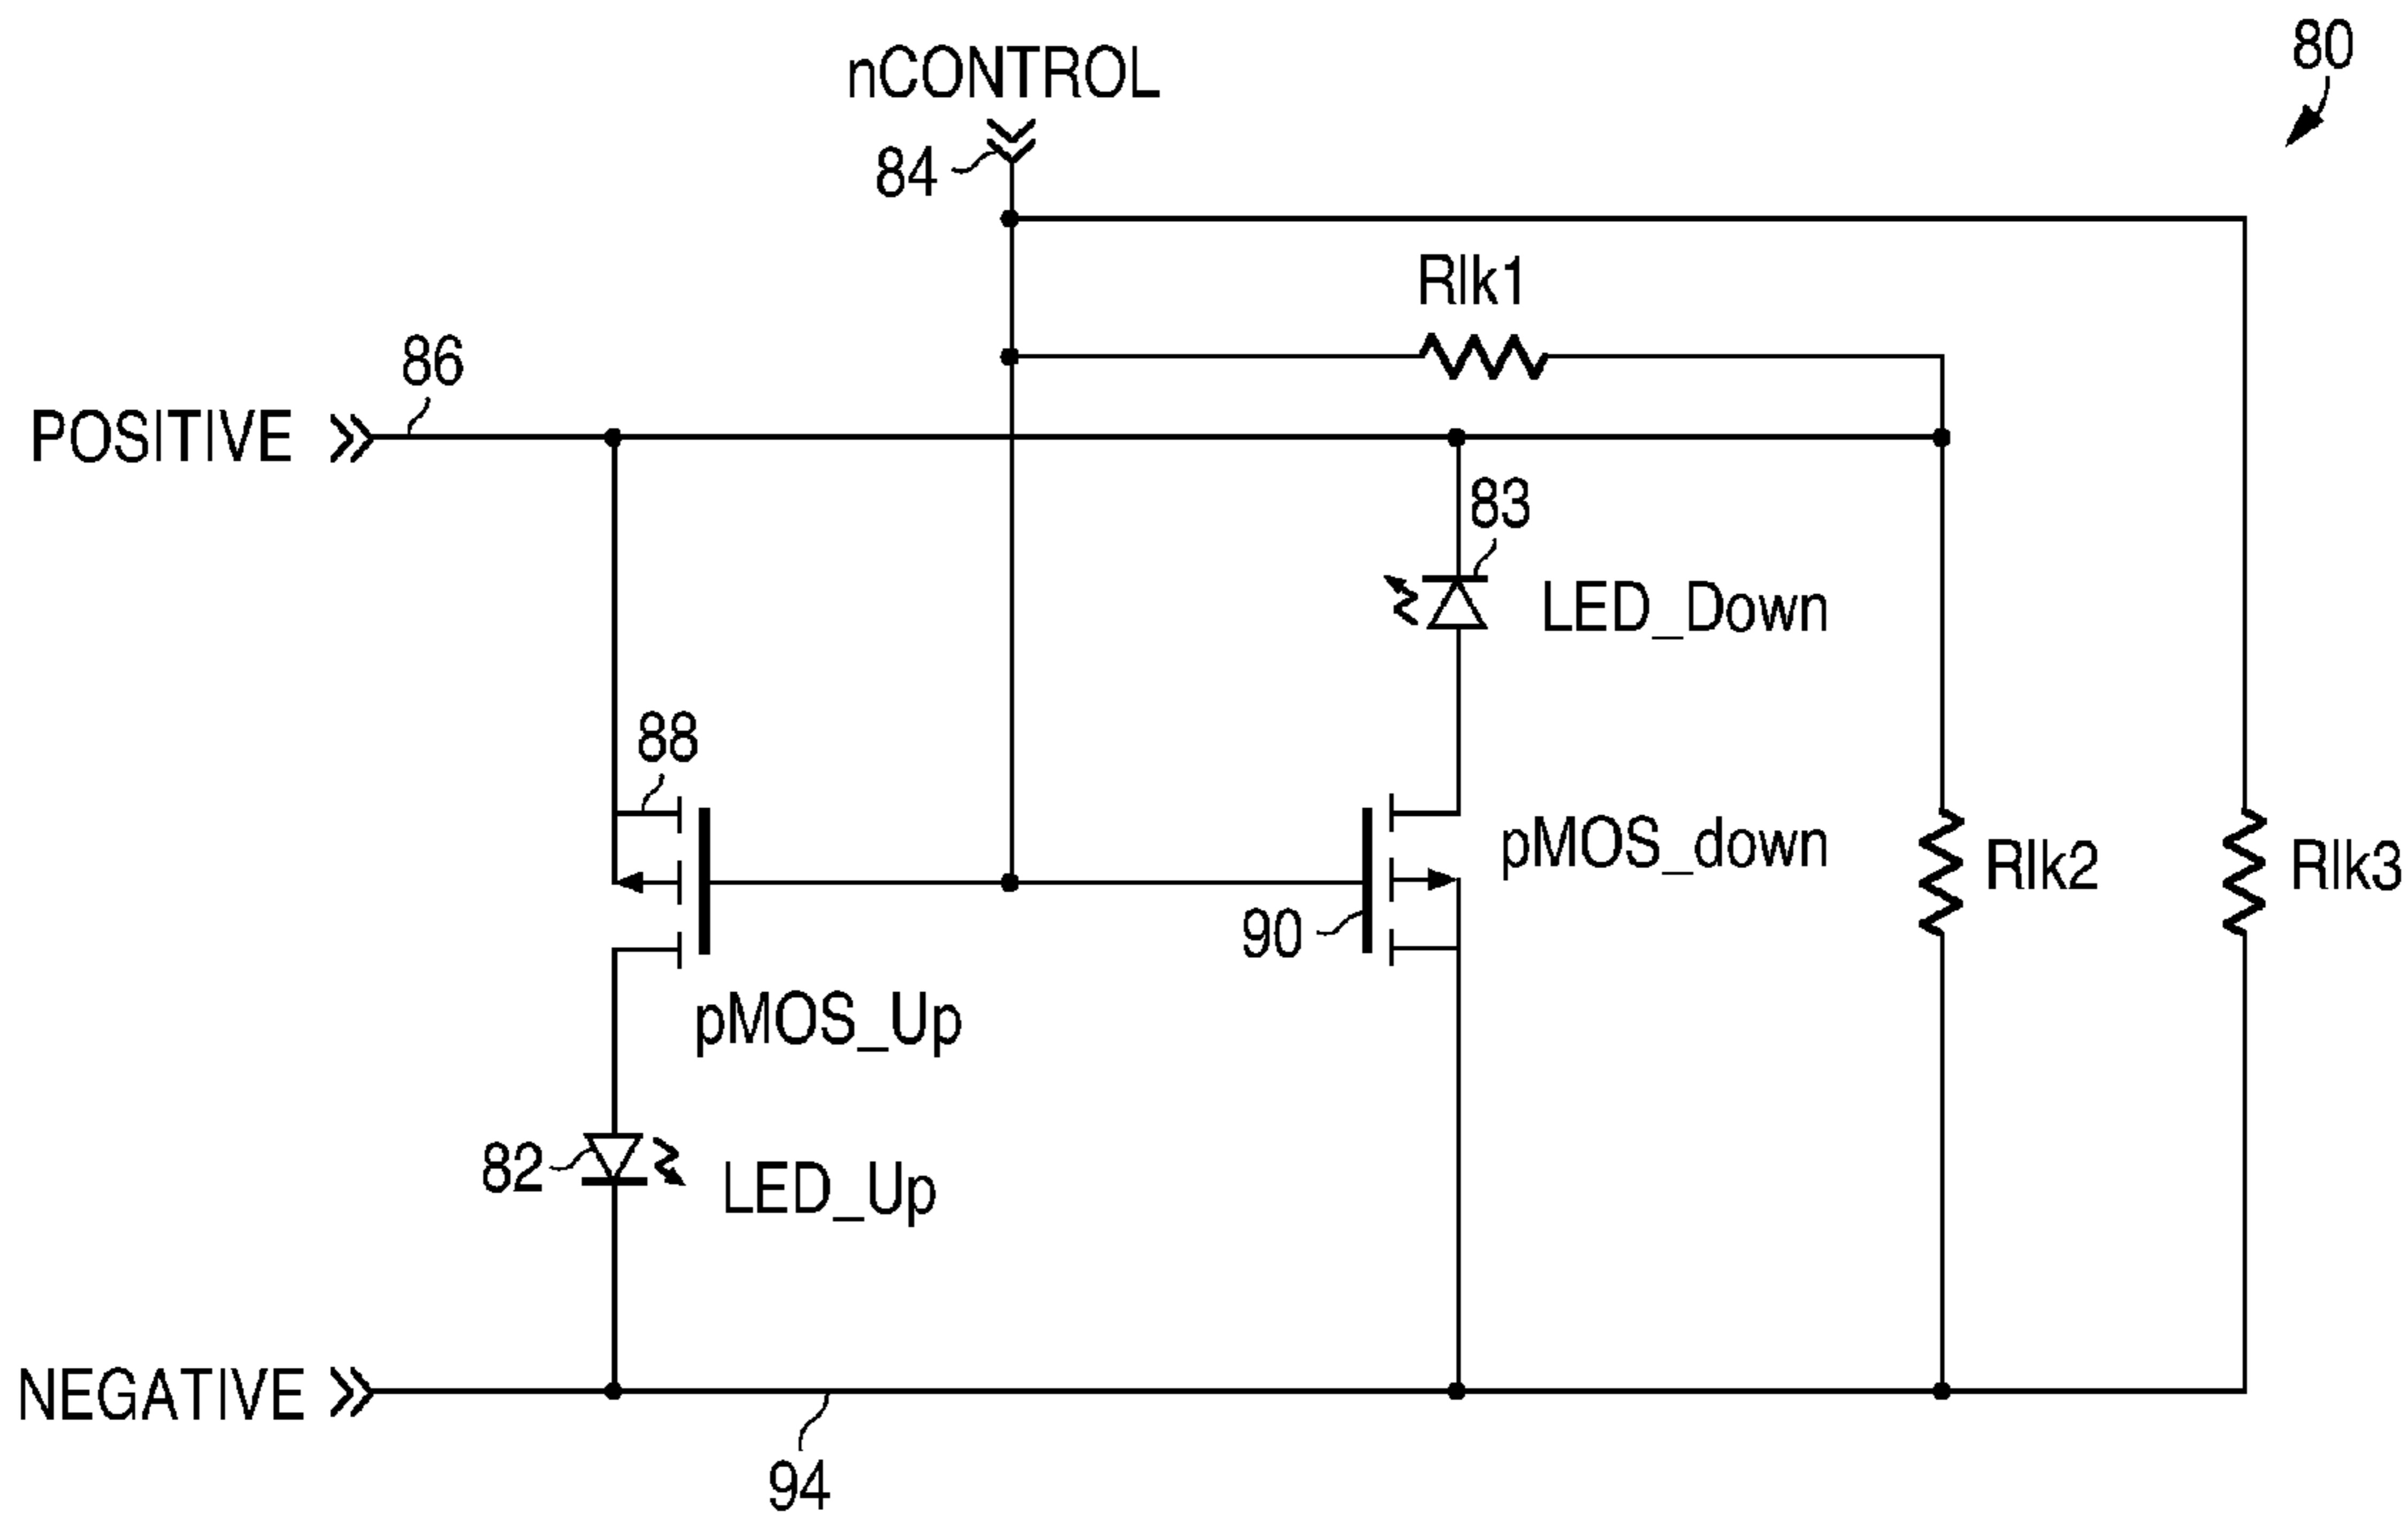 80
nCONTROL
84
Rlk1
86
POSITIVE
83
LED_Down
88
pMOS_down
Rlk2
Rlk3
90
pMOS_Up
82
LED_Up
NEGATIVE
94